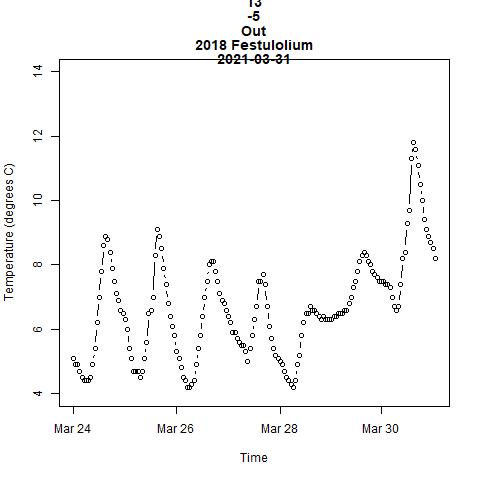 13
-5
Out
2018 Festulolium
2021-03-31
14
12
10
8
6
4
Temperature (degrees C)
Mar 24 Mar 26 Mar 28 Mar 30
Time